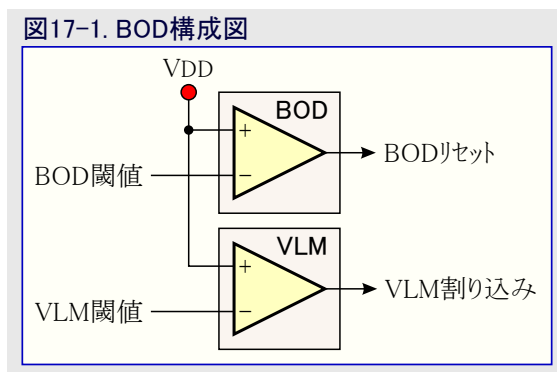 図17-1. BOD構成図
VDD
BOD
+
BOD閾値
−
BODリセット
VLM
+
VLM閾値
−
VLM割り込み